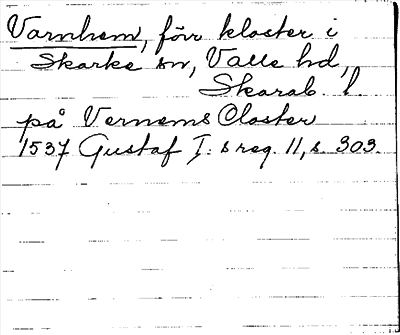 Varnhem, förr kloster i
Skarke sn, Valle hd,
Skarab. l.
på Vernems Closter
1537 Gustaf I:s reg. 11, s. 303.